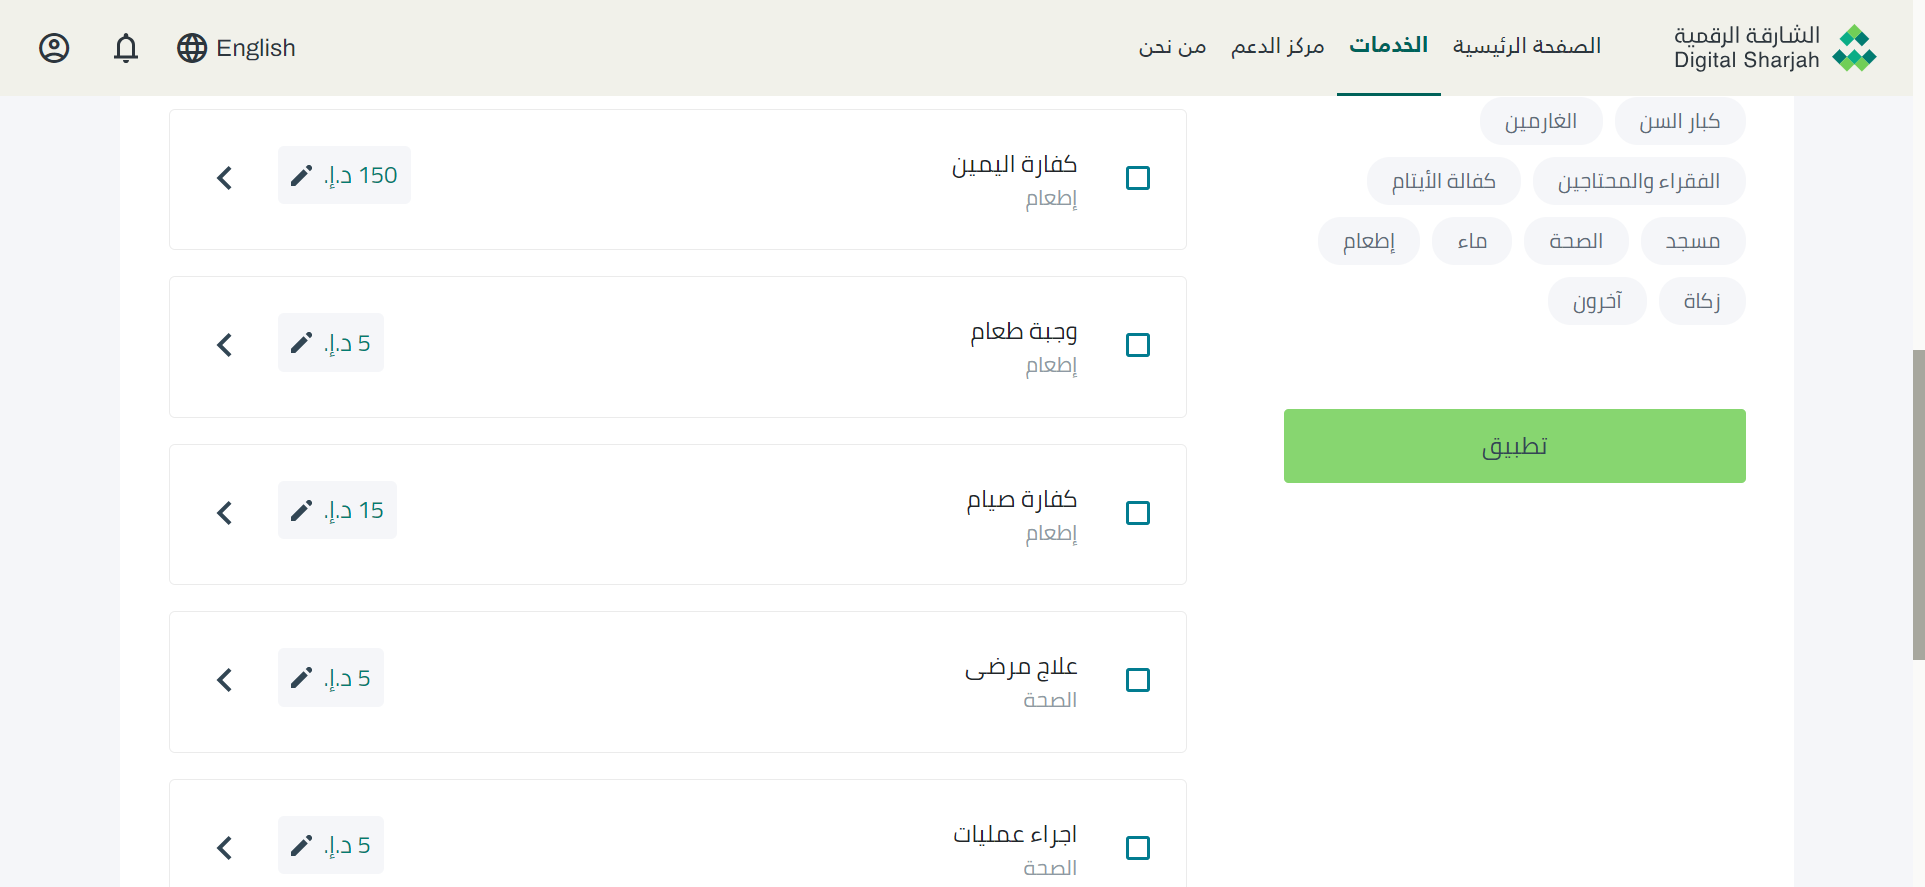 الشارقة الرقمية
Digital Sharjah
الصفحة الرئيسية
الخدمات
مركز الدعم
من نحن
English
كبار السن
الغارمين
الفقراء والمحتاجين
كفالة الأيتام
مسجد
الصحة
ماء
إطعام
زكاة
آخرون
تطبيق
كفارة اليمين
إطعام
150 د.إ.
وجبة طعام
إطعام
5 د.إ.
كفارة صيام
إطعام
15 د.إ.
علاج مرضى
الصحة
5 د.إ.
اجراء عمليات
الصحة
5 د.إ.